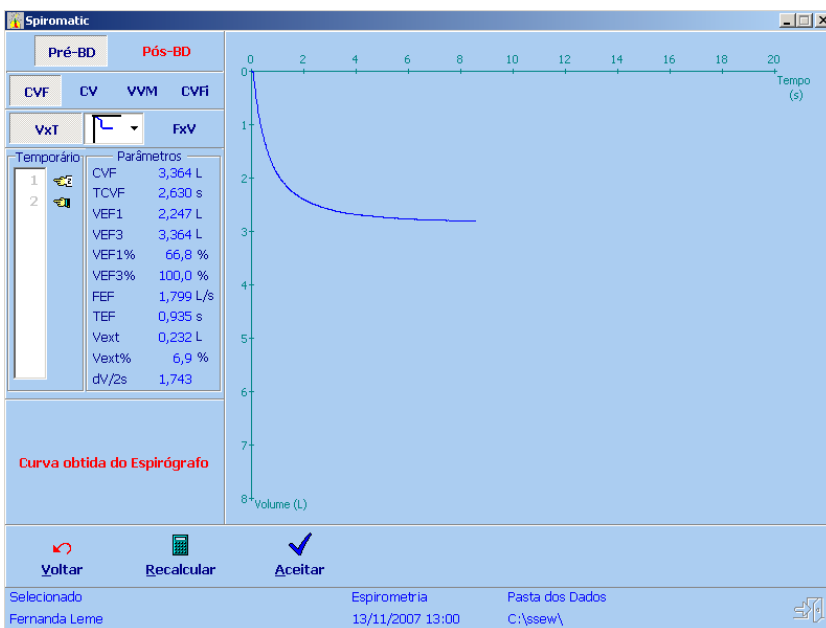 Spiromatic
Pré-BD Pós-BD
CVF CV VVM CVFi
VxT FxV
Temporário
1
2
Parâmetros
CVF 3,364 L
TCVF 2,630 s
VEF1 2,247 L
VEF3 3,364 L
VEF1% 66,8 %
VEF3% 100,0 %
FEF 1,799 L/s
TEF 0,935 s
Vext 0,232 L
Vext% 6,9 %
dV/2s 1,743
Curva obtida do Espirógrafo
0 2 4 6 8 10 12 14 16 18 20
Tempo
(s)
0
1
2
3
4
5
6
7
8
Volume (L)
Voltar Recalcular Aceitar
Selecionado Espirometria Pasta dos Dados
Fernanda Leme 13/11/2007 13:00 C:\ssew\